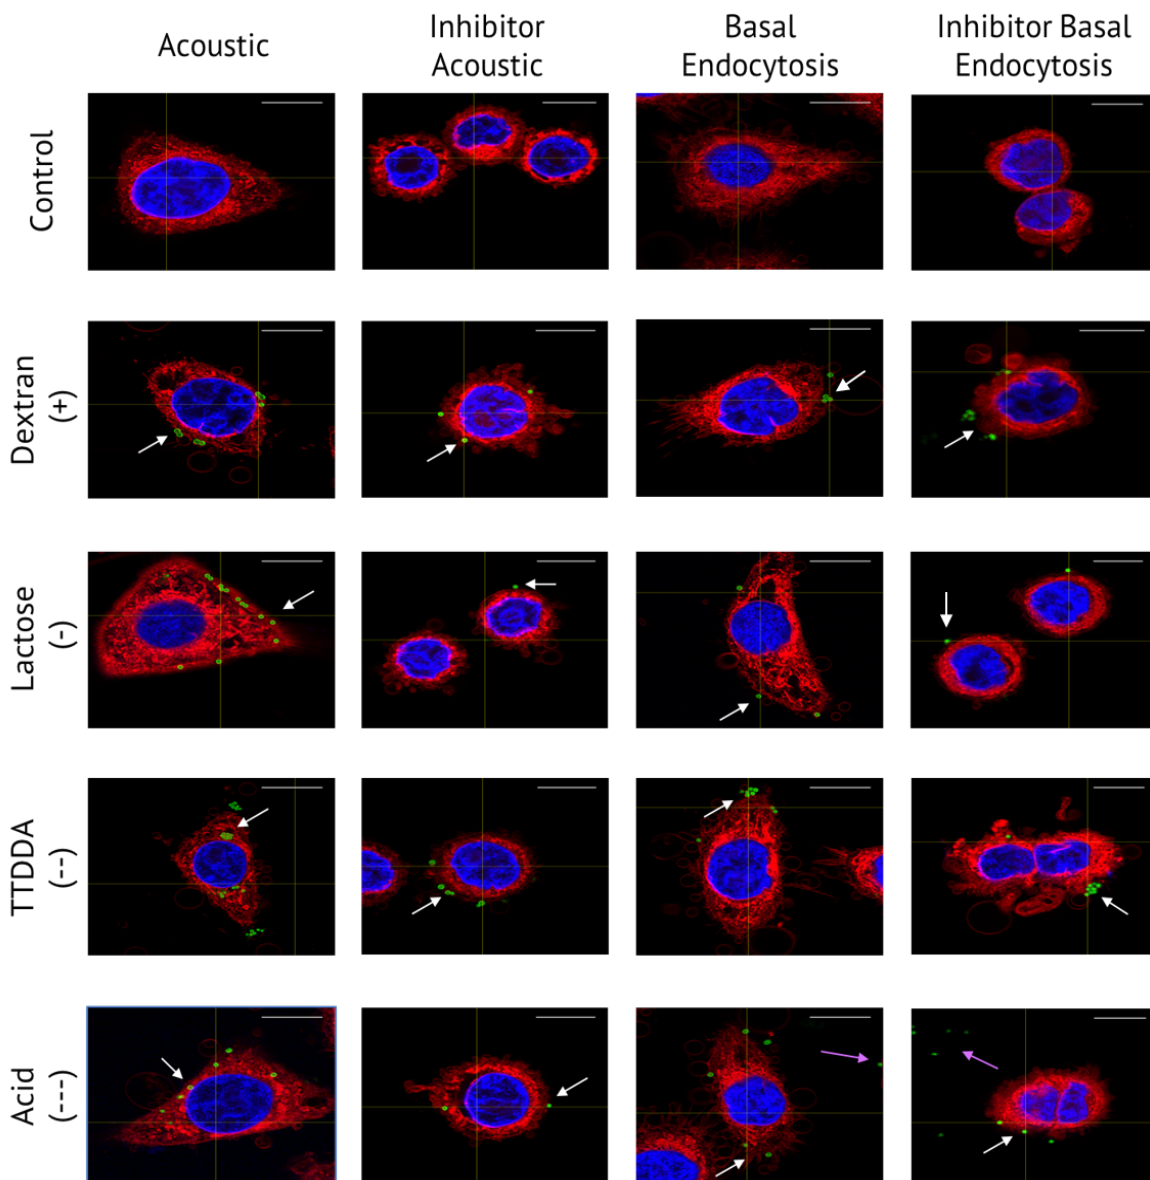 Acoustic
Inhibitor
Acoustic
Basal
Endocytosis
Inhibitor Basal
Endocytosis
Control
Dextran
(+)
Lactose
(-)
TTDDA
(--)
Acid
(---)